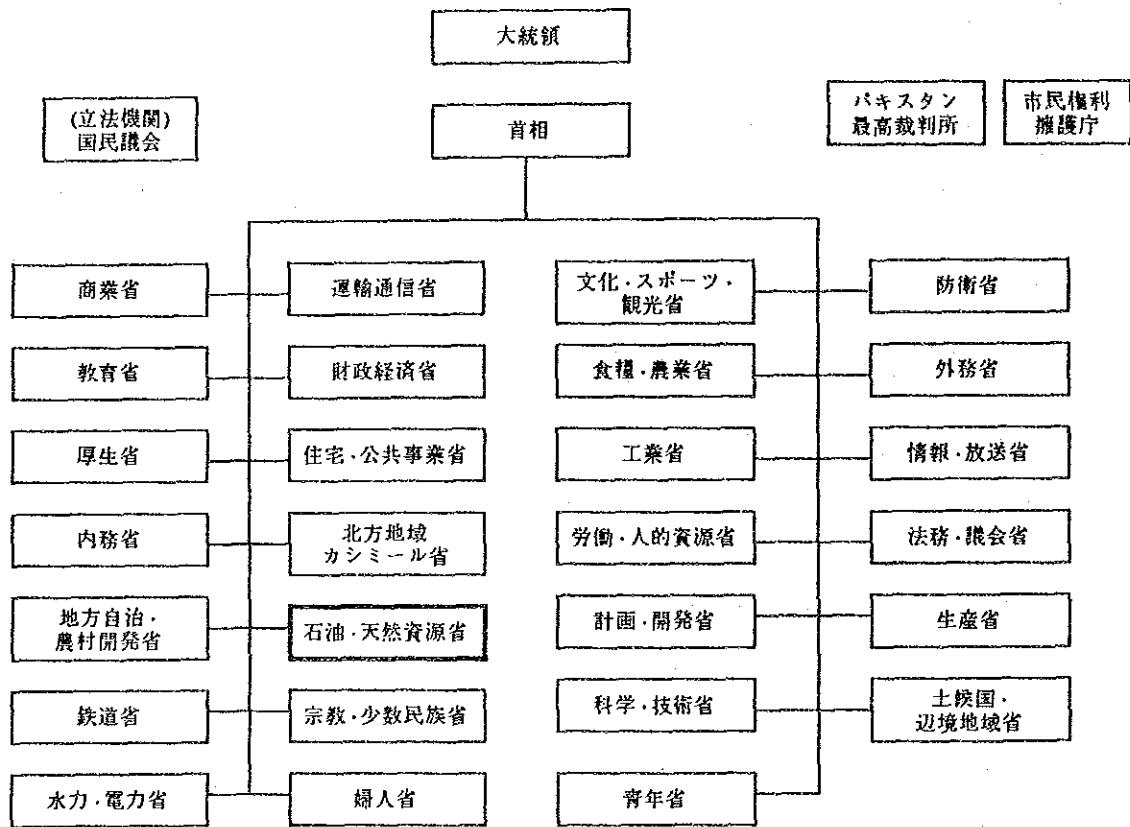 大統領
(立法機関)
国民議会
首相
パキスタン
最高裁判所
市民権利
擁護庁
商業省
運輸通信省
文化・スポーツ・
観光省
防衛省
教育省
財政経済省
食糧・農業省
外務省
厚生省
住宅・公共事業省
工業省
情報・放送省
内務省
北方地域
カシミール省
労働・人的資源省
法務・議会省
地方自治・
農村開発省
石油・天然資源省
計画・開発省
生産省
鉄道省
宗教・少数民族省
科学・技術省
土候国・
辺境地域省
水力・電力省
婦人省
青年省